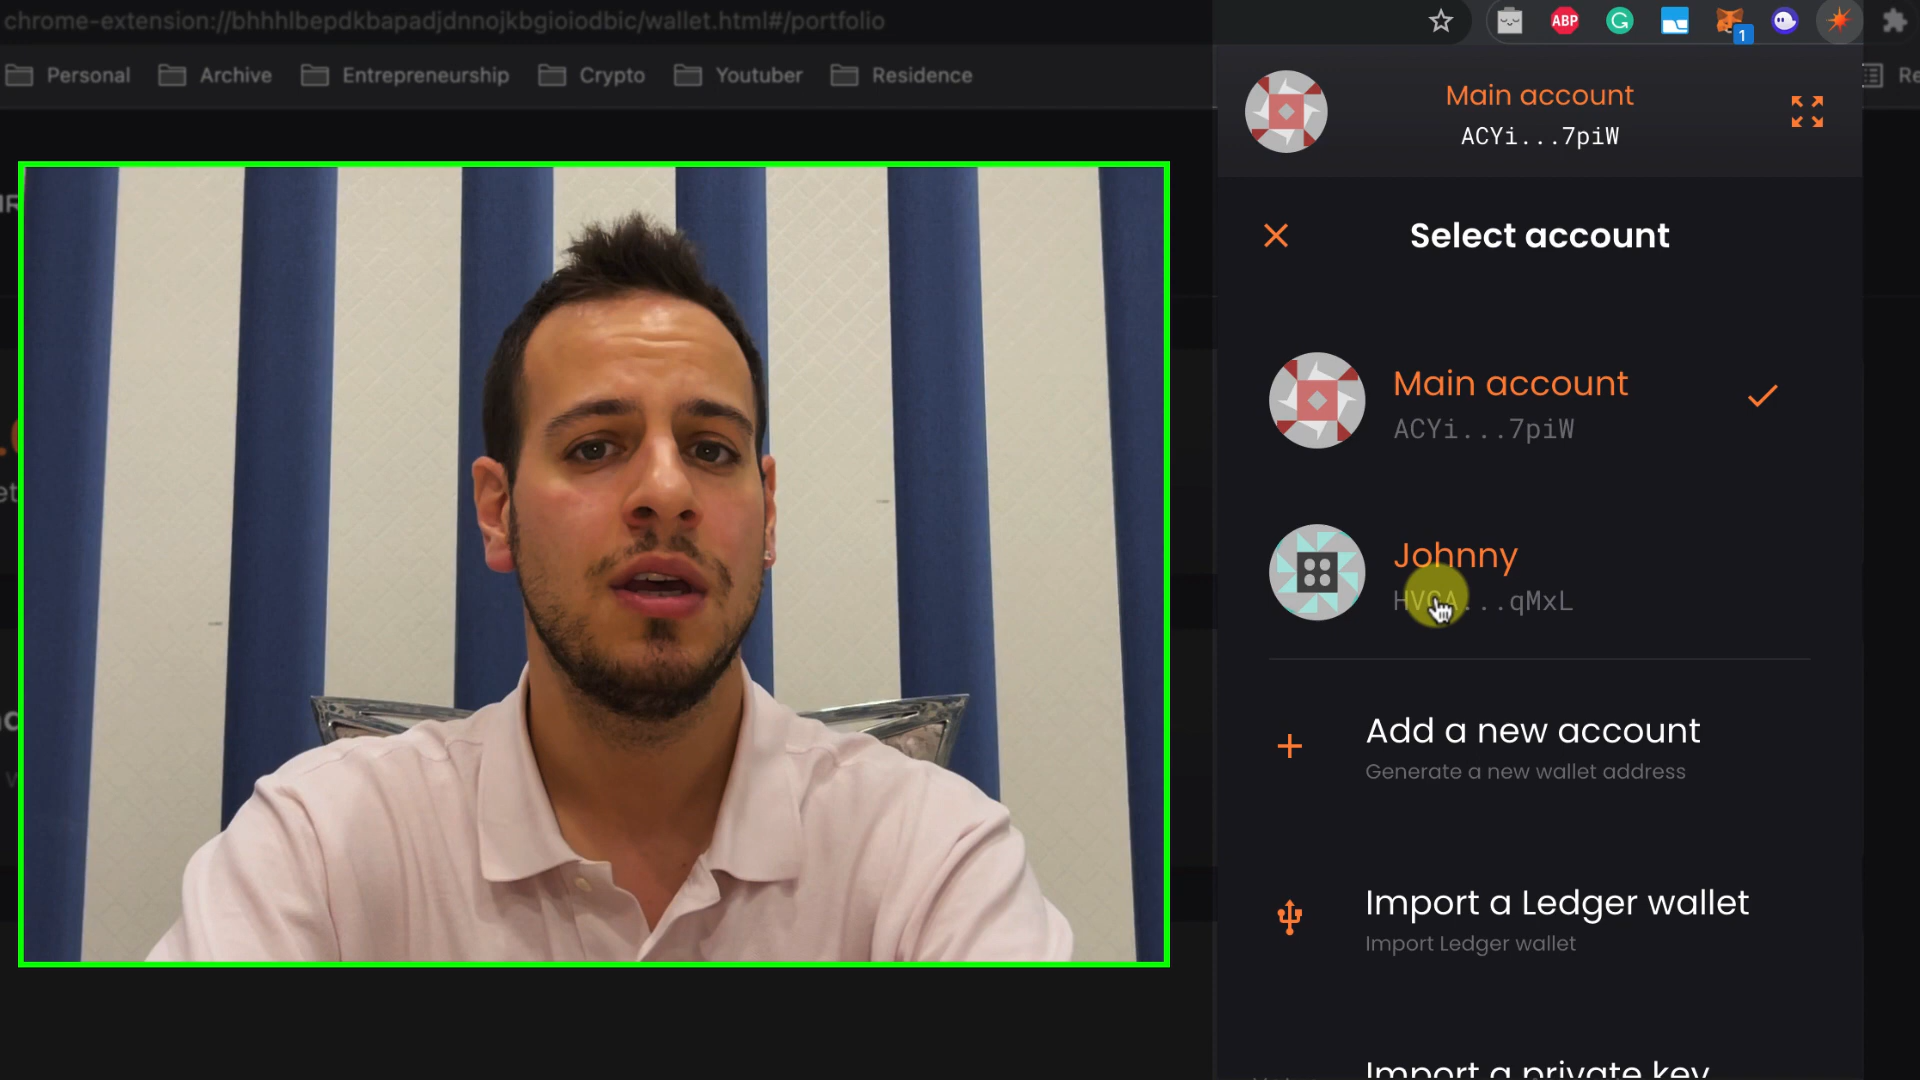 chrome-extension://bhhhlbepdkbapadjdnnojkbgioiodbic/wallet.html#/portfolio
ABP
1
Personal
Archive
Entrepreneurship
Crypto
Youtuber
Residence
Re
Main account
ACYi...7piW
Select account
Main account
ACYi...7piW
Johnny
...qMxL
Add a new account
Generate a new wallet address
Import a Ledger wallet
Import Ledger wallet
Import a private key